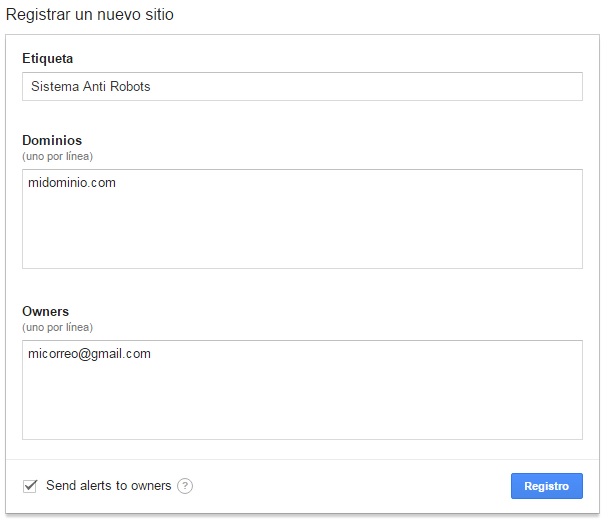 Registrar un nuevo sitio
Etiqueta
Sistema Anti Robots
Dominios
(uno por línea)
midominio.com
Owners
(uno por línea)
micorreo@gmail.com
Send alerts to owners ?
Registro